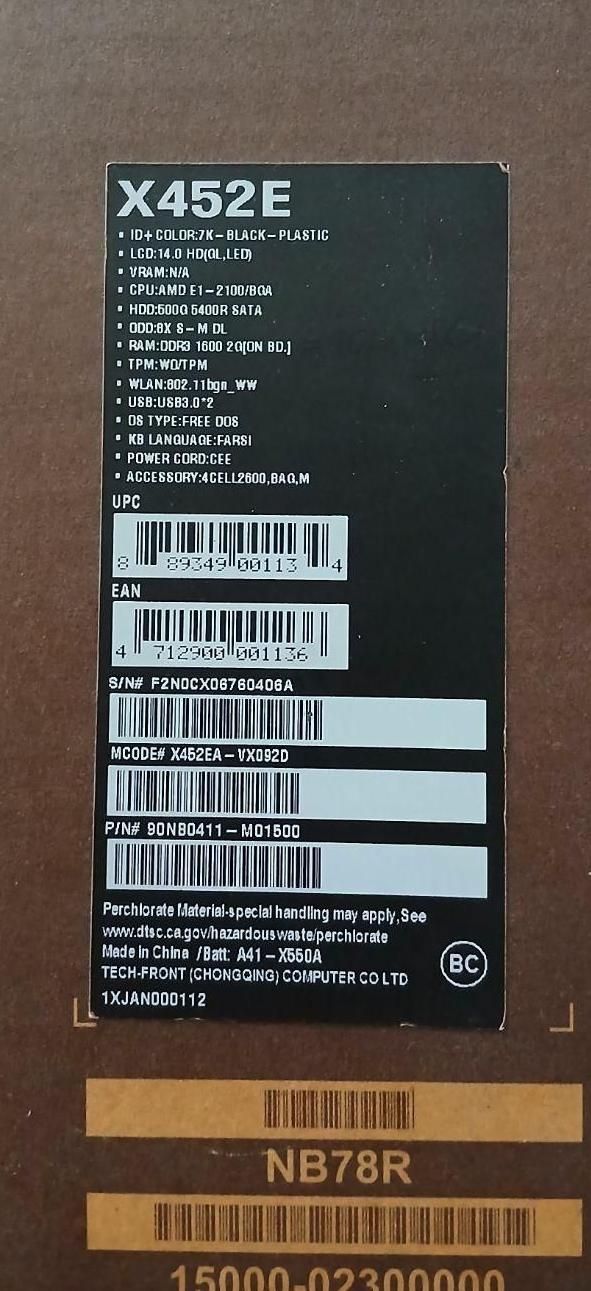 X452E
▪ ID+ COLOR:7K-BLACK-PLASTIC
▪ LCD:14.0 HD(GL,LED)
▪ VRAM:N/A
▪ CPU:AMD E1-2100/BGA
▪ HDD:500G 5400R SATA
▪ ODD:8X S-M DL
▪ RAM:DDR3 1600 2G[ON BD.]
▪ TPM:WO/TPM
▪ WLAN:802.11bgn_WW
▪ USB:USB3.0*2
▪ OS TYPE:FREE DOS
▪ KB LANGUAGE:FARSI
▪ POWER CORD:CEE
▪ ACCESSORY:4CELL2600,BAG,M
UPC
8 89349 00113 4
EAN
4 712900 001136
S/N# F2N0CX06760406A
MCODE# X452EA-VX092D
P/N# 90NB0411-M01500
Perchlorate Material-special handling may apply,See
www.dtsc.ca.gov/hazardouswaste/perchlorate
Made in China /Batt: A41-X550A
TECH-FRONT (CHONGQING) COMPUTER CO LTD
BC
1XJAN000112
NB78R
15000-02300000